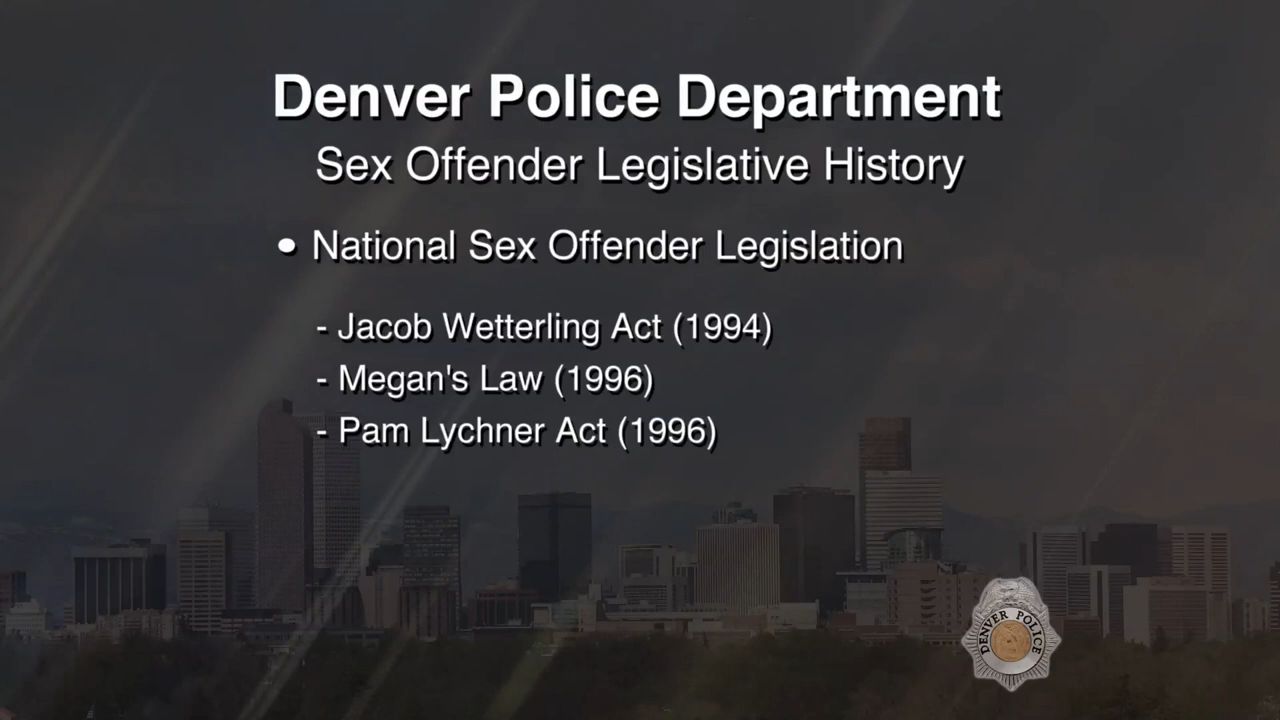 Denver Police Department
Sex Offender Legislative History
• National Sex Offender Legislation
- Jacob Wetterling Act (1994)
- Megan's Law (1996)
- Pam Lychner Act (1996)
DENVER POLICE